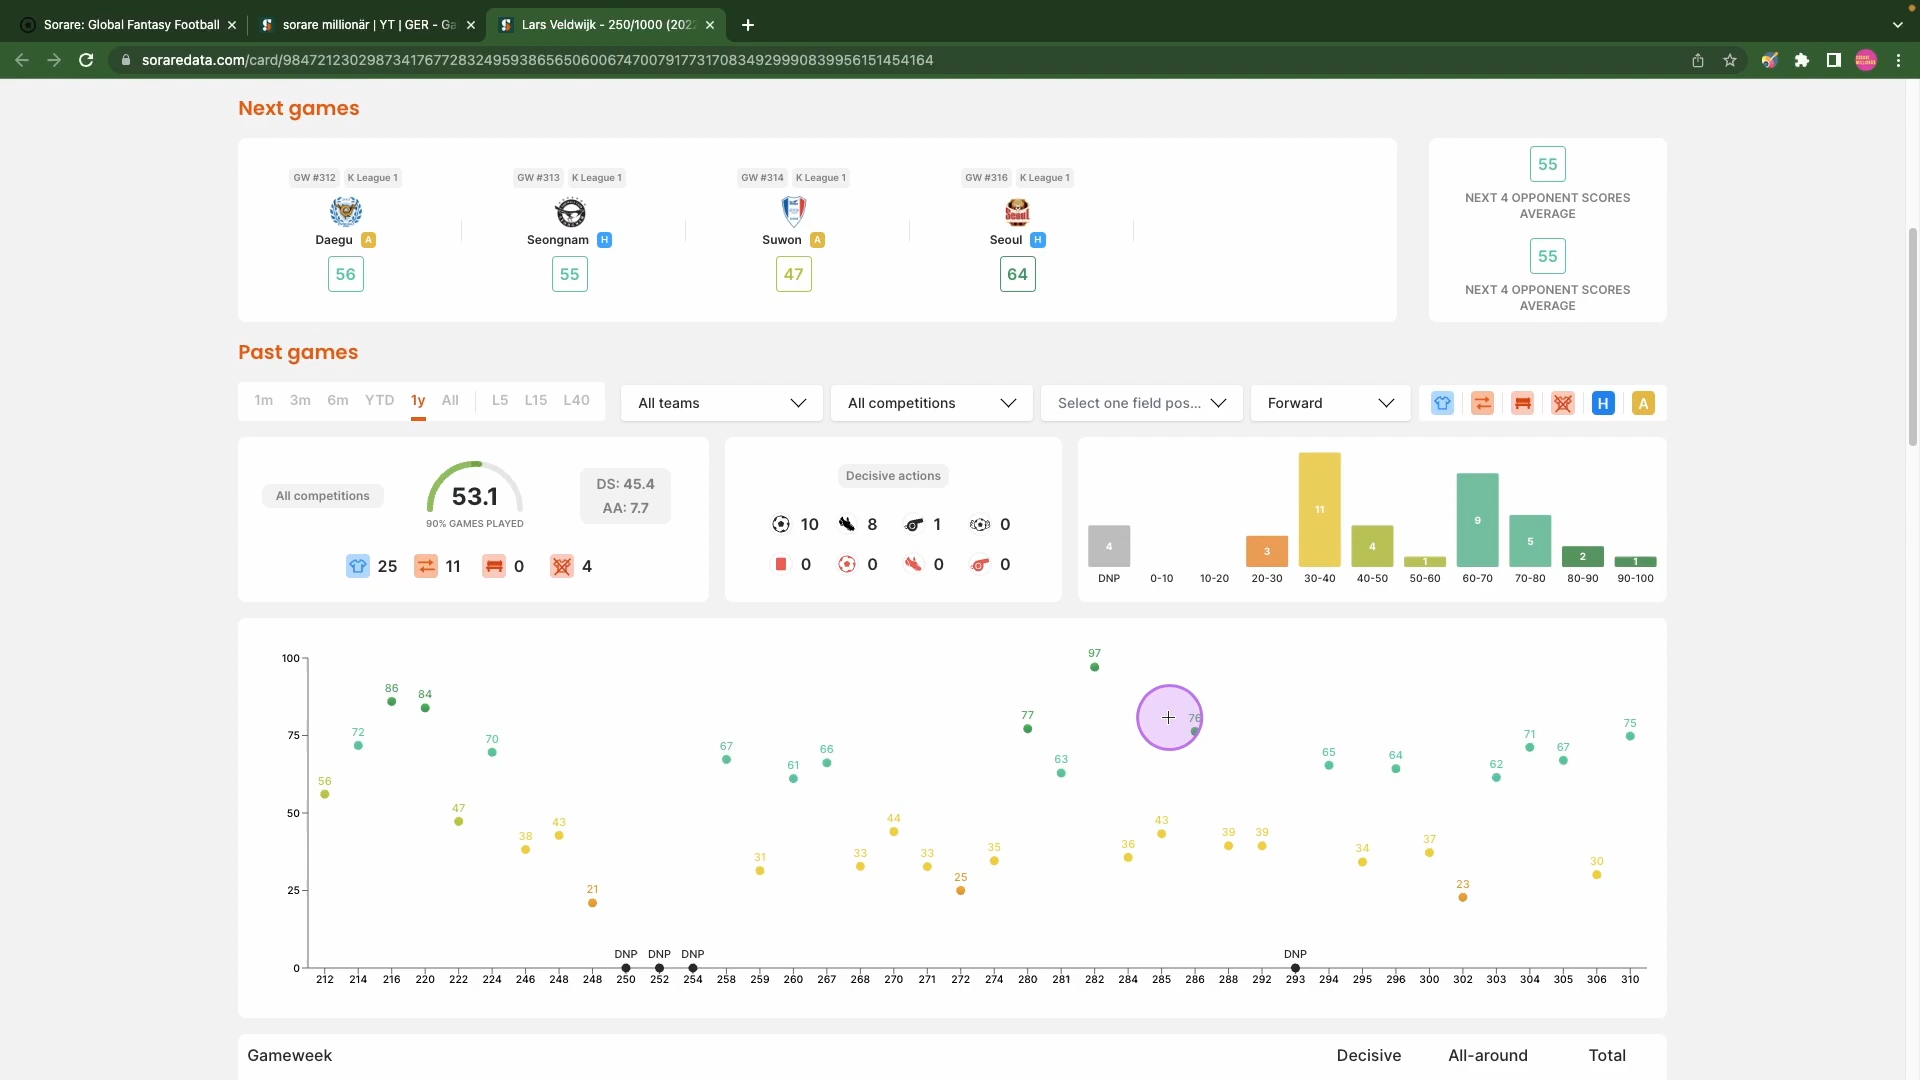 Sorare: Global Fantasy Football
sorare millionär | YT | GER - Ga
Lars Veldwijk - 250/1000 (2022
soraredata.com/card/98472123029873417677283249593865650600674700791773170834929990839956151454164
Next games
GW #312 K League 1
GW #313 K League 1
GW #314 K League 1
GW #316 K League 1
Daegu A
Seongnam H
Suwon A
Seoul H
56
55
47
64
55
NEXT 4 OPPONENT SCORES
AVERAGE
55
NEXT 4 OPPONENT SCORES
AVERAGE
Past games
1m 3m 6m YTD 1y All L5 L15 L40
All teams
All competitions
Select one field pos...
Forward
H A
All competitions
53.1
90% GAMES PLAYED
DS: 45.4
AA: 7.7
25 11 0 4
Decisive actions
10 8 1 0
0 0 0 0
4 3 11 4 1 9 5 2 1
DNP 0-10 10-20 20-30 30-40 40-50 50-60 60-70 70-80 80-90 90-100
100
75
50
25
0
56 72 86 84 47 70 38 43 21 DNP DNP DNP 67 31 61 66 33 44 33 25 35 77 63 97 36 43 76 39 39 DNP 65 34 64 37 23 62 71 67 30 75
212 214 216 220 222 224 246 248 248 250 252 254 258 259 260 267 268 270 271 272 274 280 281 282 284 285 286 288 292 293 294 295 296 300 302 303 304 305 306 310
Gameweek Decisive All-around Total